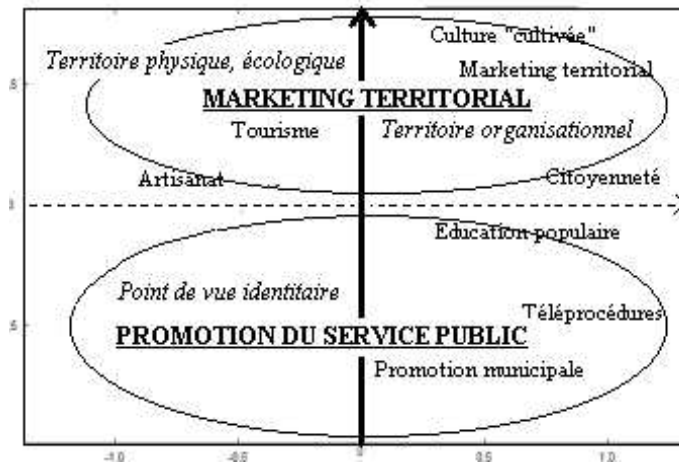 Culture "cultivée"
Territoire physique, écologique
Marketing territorial
MARKETING TERRITORIAL
Tourisme
Territoire organisationnel
Artisanat
Citoyenneté
Education populaire
Point de vue identitaire
Téléprocédures
PROMOTION DU SERVICE PUBLIC
Promotion municipale
-1.0 -0.5 0 0.5 1.0